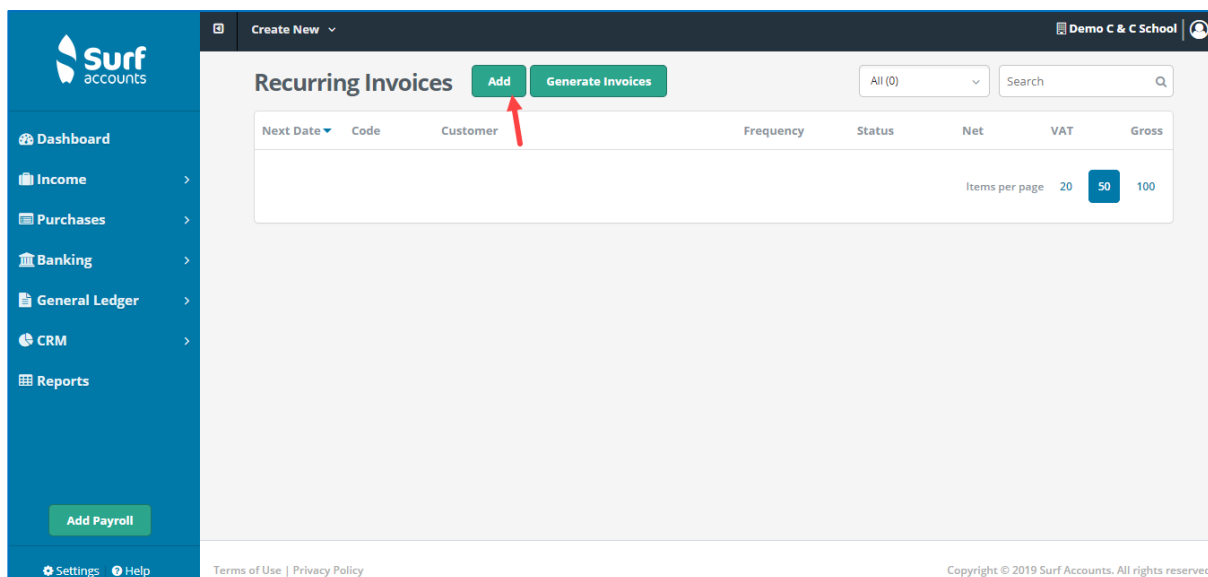 Surf
accounts
Dashboard
Income
Purchases
Banking
General Ledger
CRM
Reports
Add Payroll
Settings Help
Create New
Demo C & C School
Recurring Invoices Add Generate Invoices All (0) Search
Next Date Code Customer Frequency Status Net VAT Gross
Items per page 20 50 100
Terms of Use | Privacy Policy
Copyright © 2019 Surf Accounts. All rights reserved